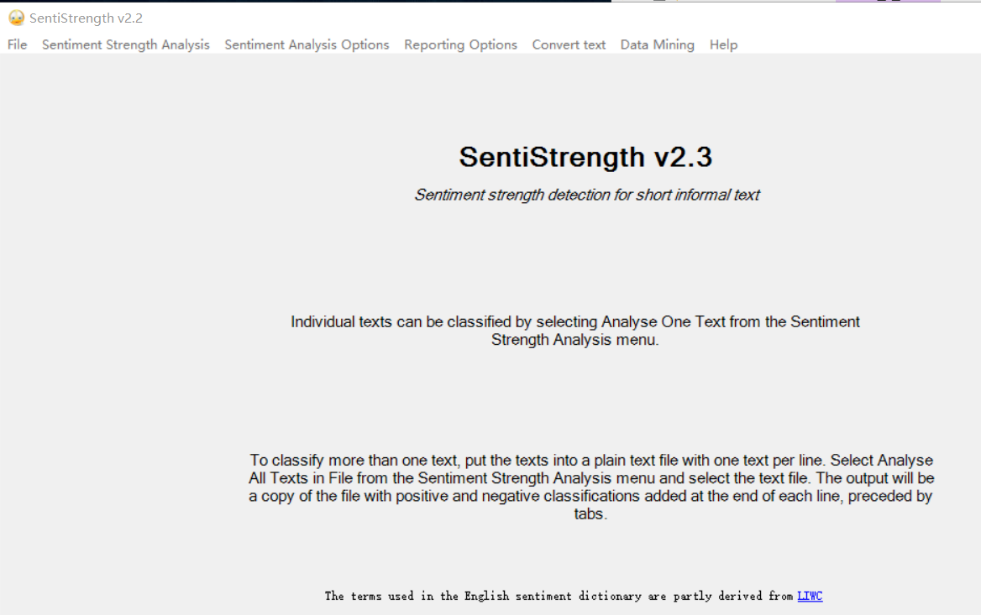 SentiStrength v2.2
File Sentiment Strength Analysis Sentiment Analysis Options Reporting Options Convert text Data Mining Help
SentiStrength v2.3
Sentiment strength detection for short informal text
Individual texts can be classified by selecting Analyse One Text from the Sentiment
Strength Analysis menu.
To classify more than one text, put the texts into a plain text file with one text per line. Select Analyse
All Texts in File from the Sentiment Strength Analysis menu and select the text file. The output will be
a copy of the file with positive and negative classifications added at the end of each line, preceded by
tabs.
The terms used in the English sentiment dictionary are partly derived from LIWC